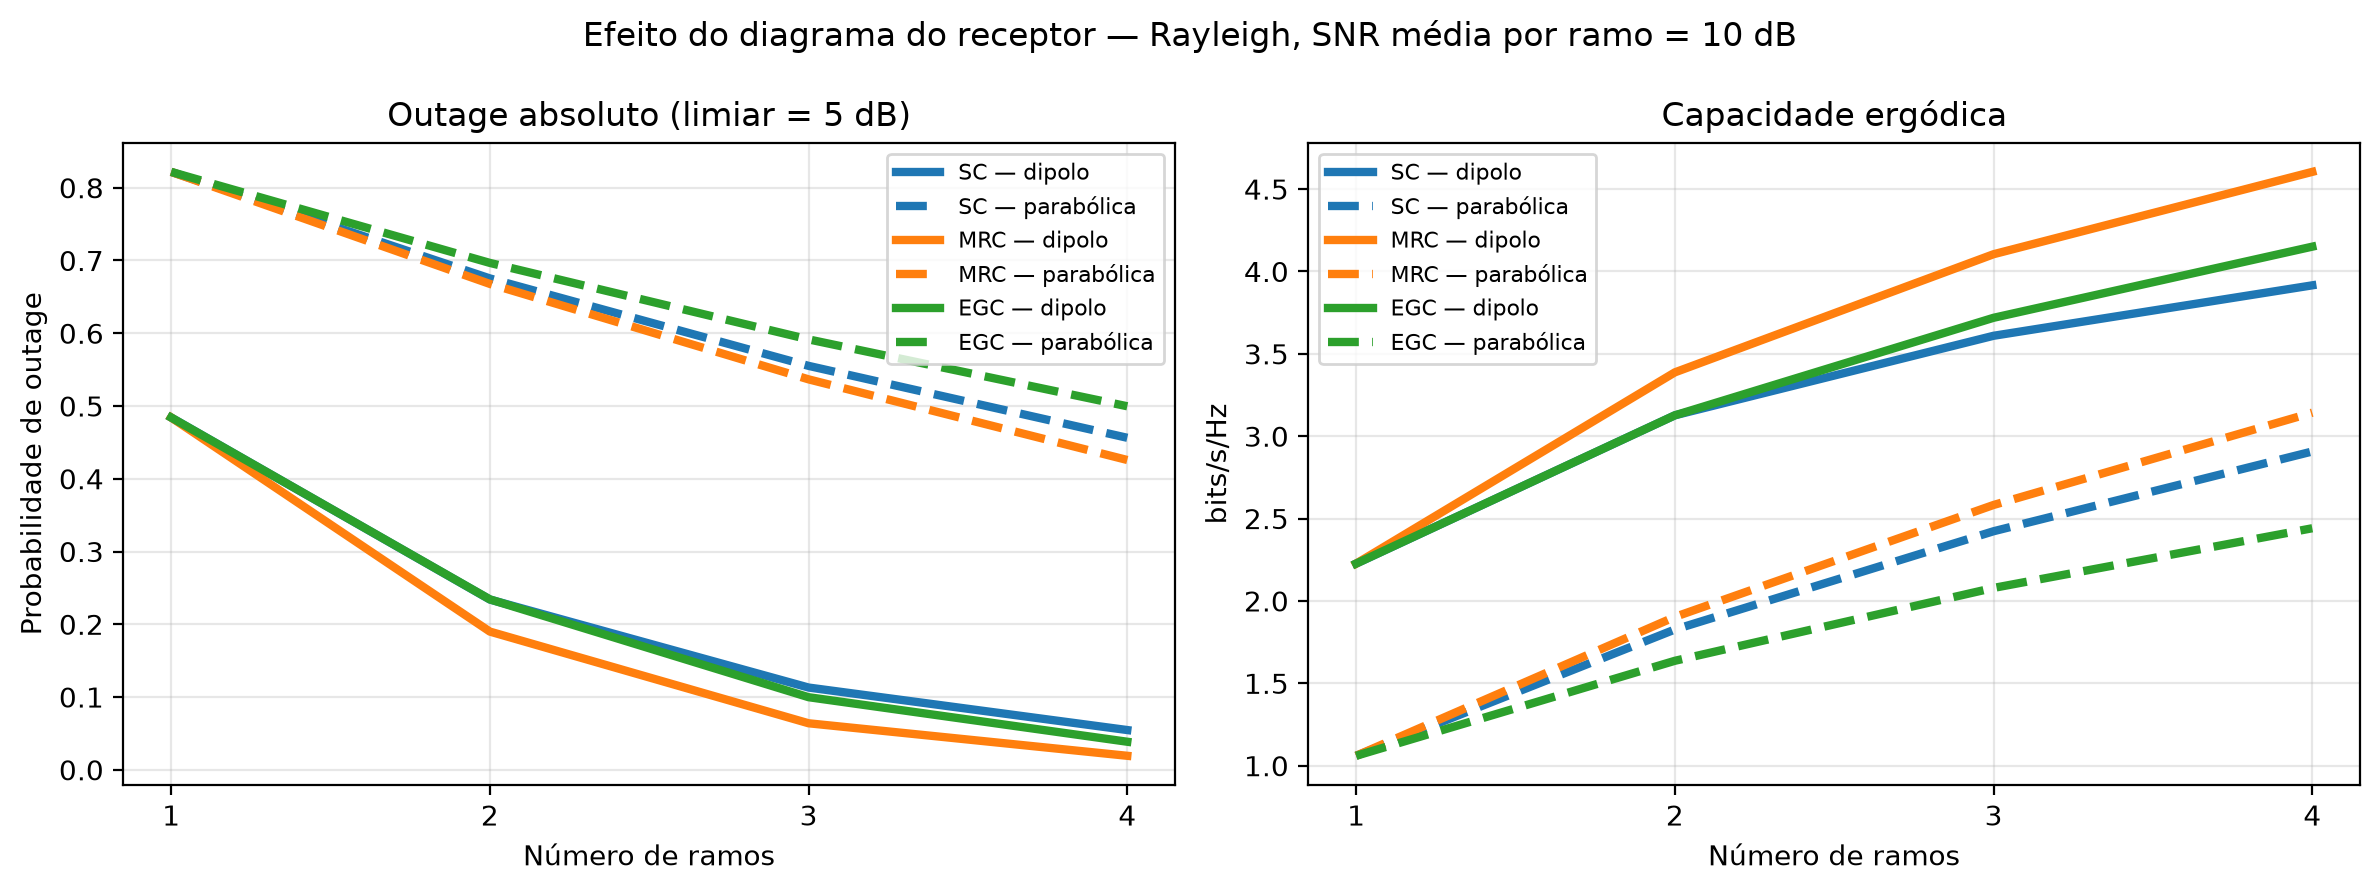 Efeito do diagrama do receptor — Rayleigh, SNR média por ramo = 10 dB
Outage absoluto (limiar = 5 dB)
Probabilidade de outage
0.8
0.7
0.6
0.5
0.4
0.3
0.2
0.1
0.0
SC — dipolo
SC — parabólica
MRC — dipolo
MRC — parabólica
EGC — dipolo
EGC — parabólica
1 2 3 4
Número de ramos
Capacidade ergódica
bits/s/Hz
4.5
4.0
3.5
3.0
2.5
2.0
1.5
1.0
SC — dipolo
SC — parabólica
MRC — dipolo
MRC — parabólica
EGC — dipolo
EGC — parabólica
1 2 3 4
Número de ramos